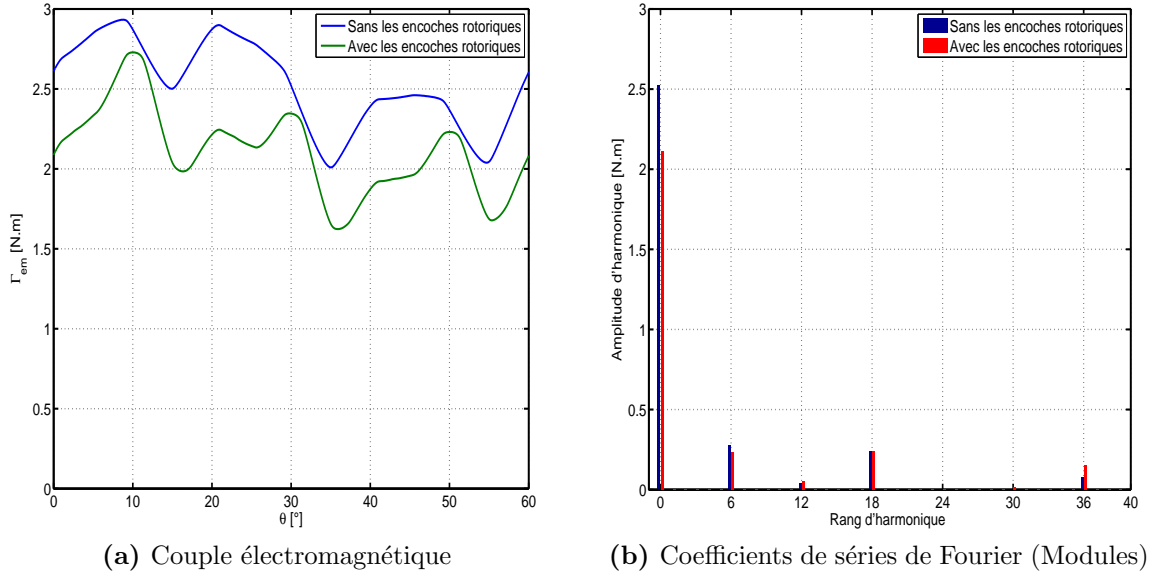 Sans les encoches rotoriques
Avec les encoches rotoriques
3
2.5
2
1.5
1
0.5
0
0 10 20 30 40 50 60
Γem [N.m]
θ [°]
(a) Couple électromagnétique
Sans les encoches rotoriques
Avec les encoches rotoriques
3
2.5
2
1.5
1
0.5
0
0 6 12 18 24 30 36 40
Amplitude d'harmonique [N.m]
Rang d'harmonique
(b) Coefficients de séries de Fourier (Modules)